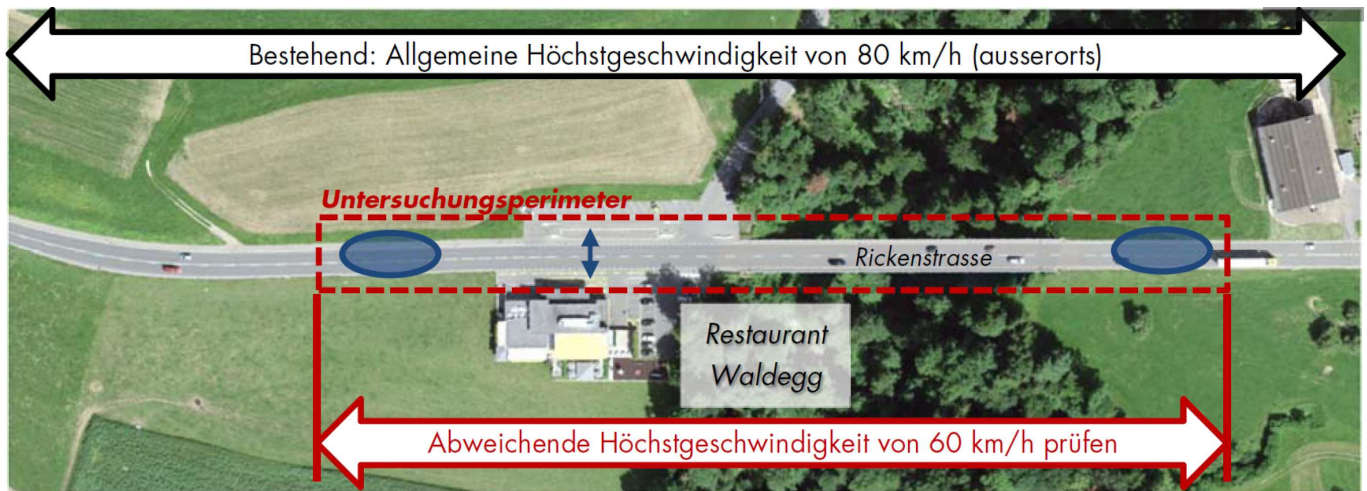 Bestehend: Allgemeine Höchstgeschwindigkeit von 80 km/h (ausserorts)
Untersuchungsperimeter
Rickenstrasse
Restaurant
Waldegg
Abweichende Höchstgeschwindigkeit von 60 km/h prüfen